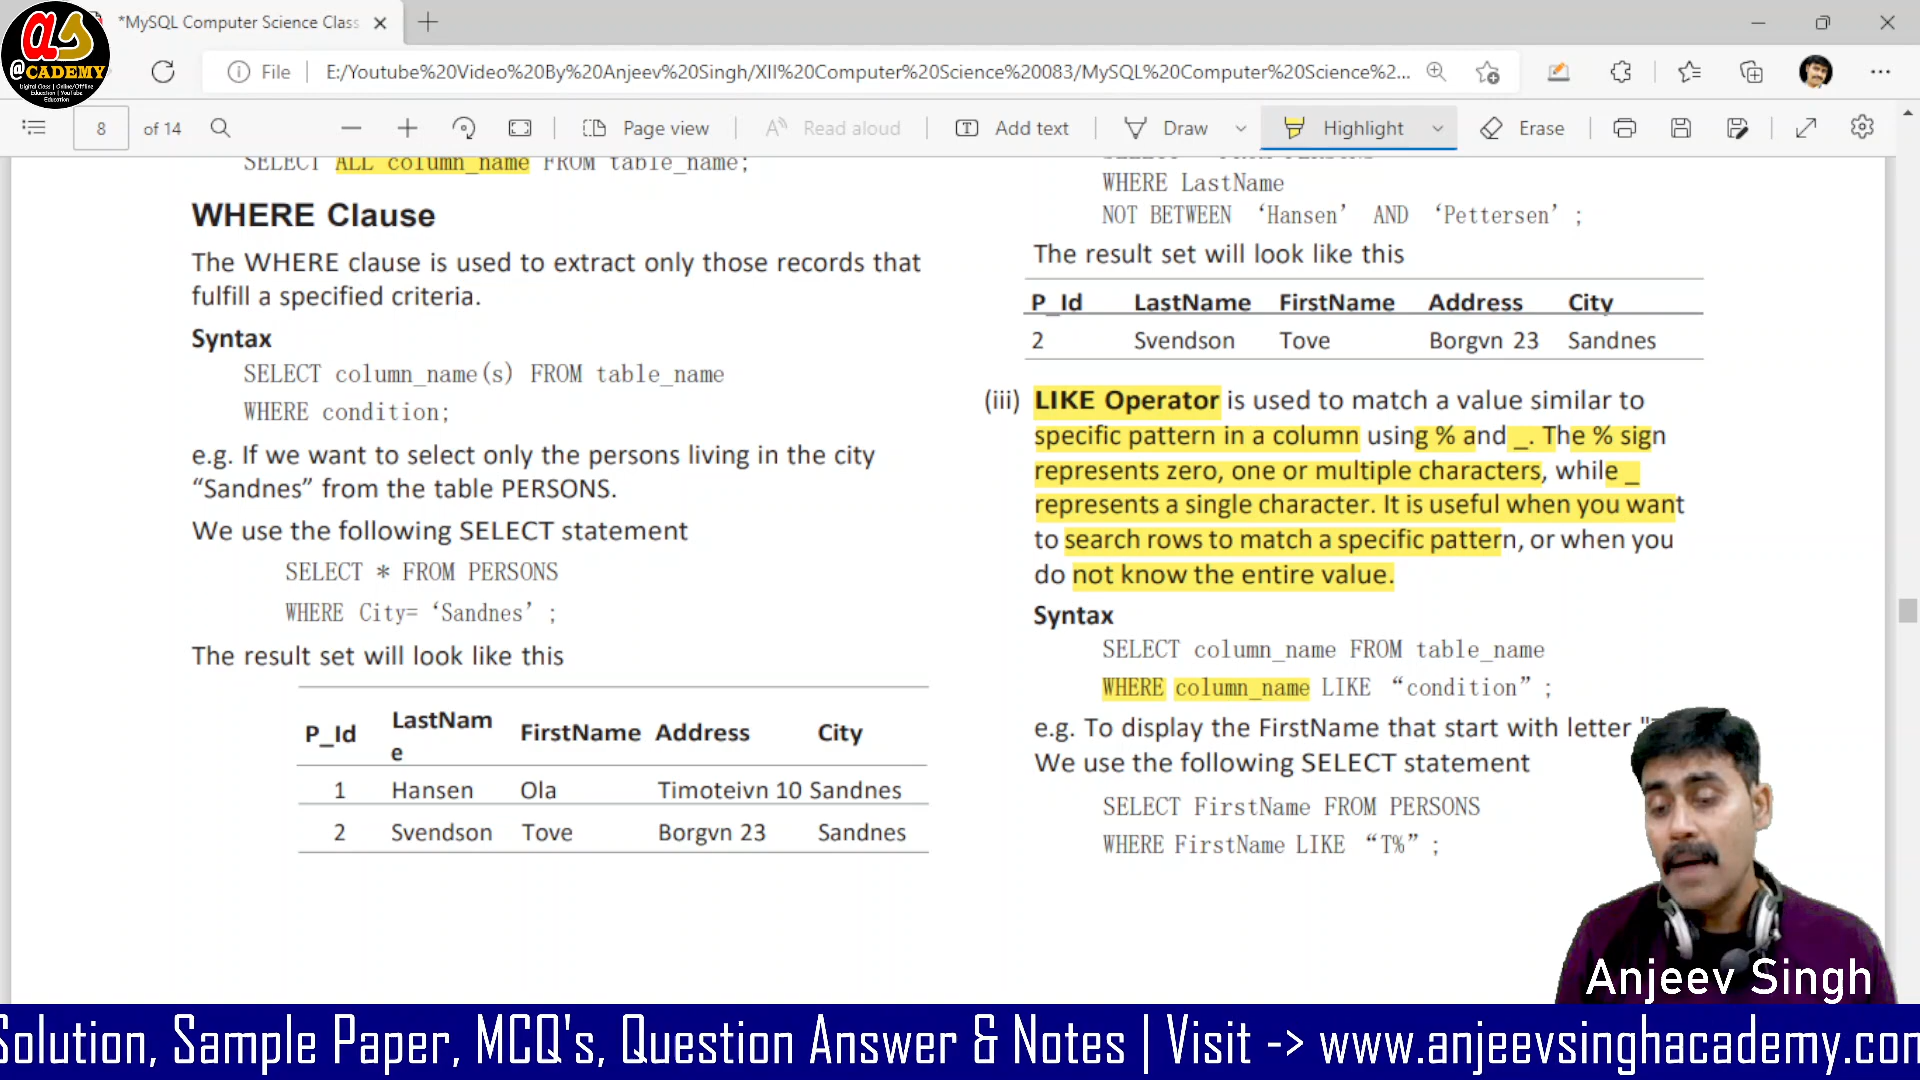 *MySQL Computer Science Class
as
@CADEMY
Digital Class | Online/Offline
Education | YouTube
Education
File
E:/Youtube%20Video%20By%20Anjeev%20Singh/XII%20Computer%20Science%20083/MySQL%20Computer%20Science%2...
8 of 14
Page view
Read aloud
Add text
Draw
Highlight
Erase
SELECT ALL column_name FROM table_name;
WHERE Clause
The WHERE clause is used to extract only those records that
fulfill a specified criteria.
Syntax
SELECT column_name(s) FROM table_name
WHERE condition;
e.g. If we want to select only the persons living in the city
“Sandnes” from the table PERSONS.
We use the following SELECT statement
SELECT * FROM PERSONS
WHERE City= ‘Sandnes’ ;
The result set will look like this
P_Id LastNam
e FirstName Address City
1 Hansen Ola Timoteivn 10 Sandnes
2 Svendson Tove Borgvn 23 Sandnes
WHERE LastName
NOT BETWEEN ‘Hansen’ AND ‘Pettersen’ ;
The result set will look like this
P_Id LastName FirstName Address City
2 Svendson Tove Borgvn 23 Sandnes
(iii) LIKE Operator is used to match a value similar to
specific pattern in a column using % and _. The % sign
represents zero, one or multiple characters, while _
represents a single character. It is useful when you want
to search rows to match a specific pattern, or when you
do not know the entire value.
Syntax
SELECT column_name FROM table_name
WHERE column_name LIKE “condition” ;
e.g. To display the FirstName that start with letter "
We use the following SELECT statement
SELECT FirstName FROM PERSONS
WHERE FirstName LIKE “T%” ;
Anjeev Singh
Solution, Sample Paper, MCQ's, Question Answer & Notes | Visit -> www.anjeevsinghacademy.com